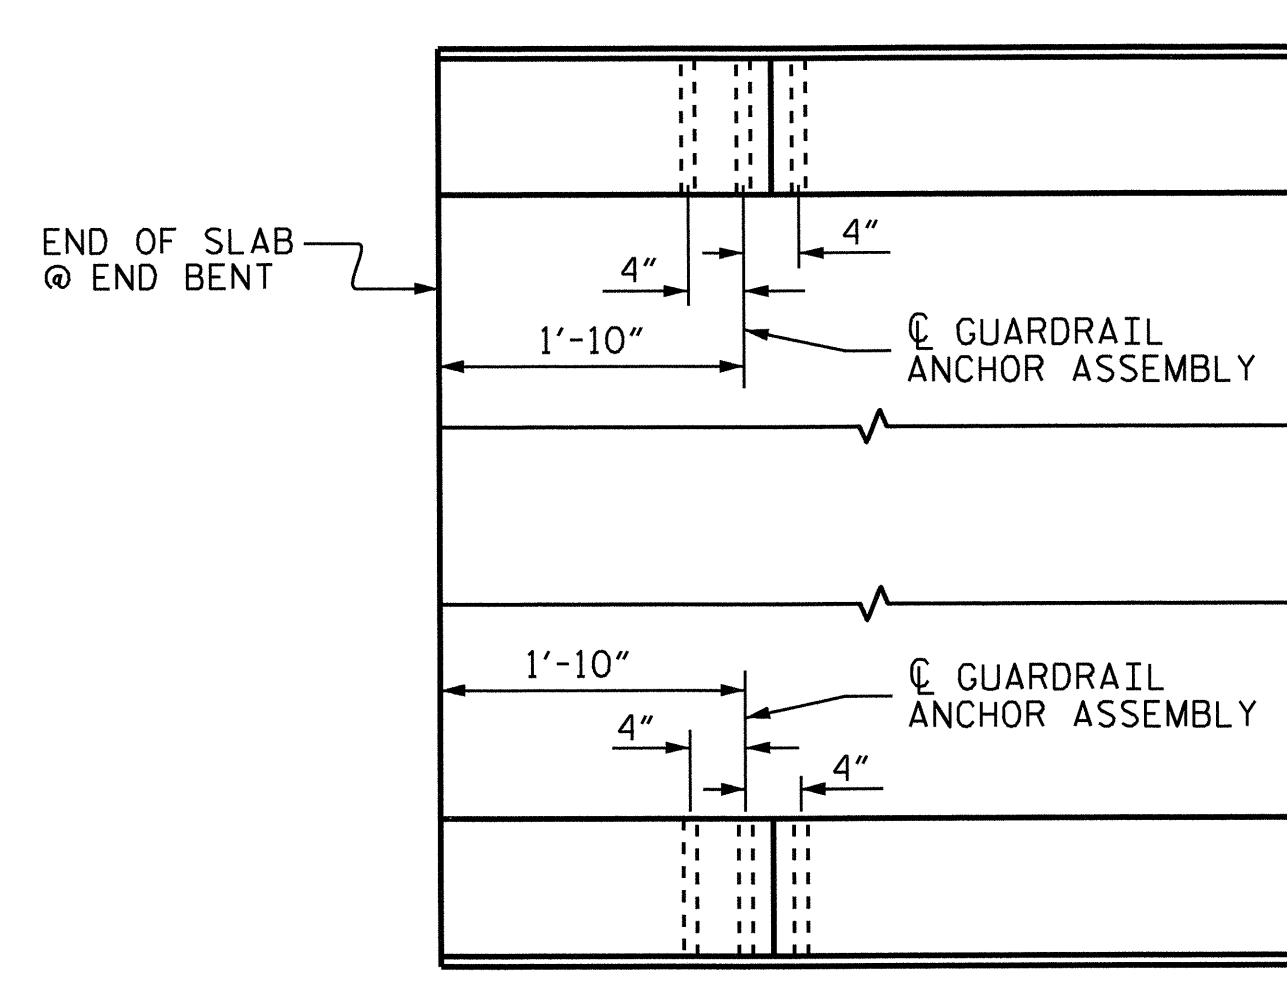 4"
END OF SLAB
@ END BENT
4"
1'-10"
℄ GUARDRAIL
ANCHOR ASSEMBLY
1'-10"
℄ GUARDRAIL
ANCHOR ASSEMBLY
4"
4"